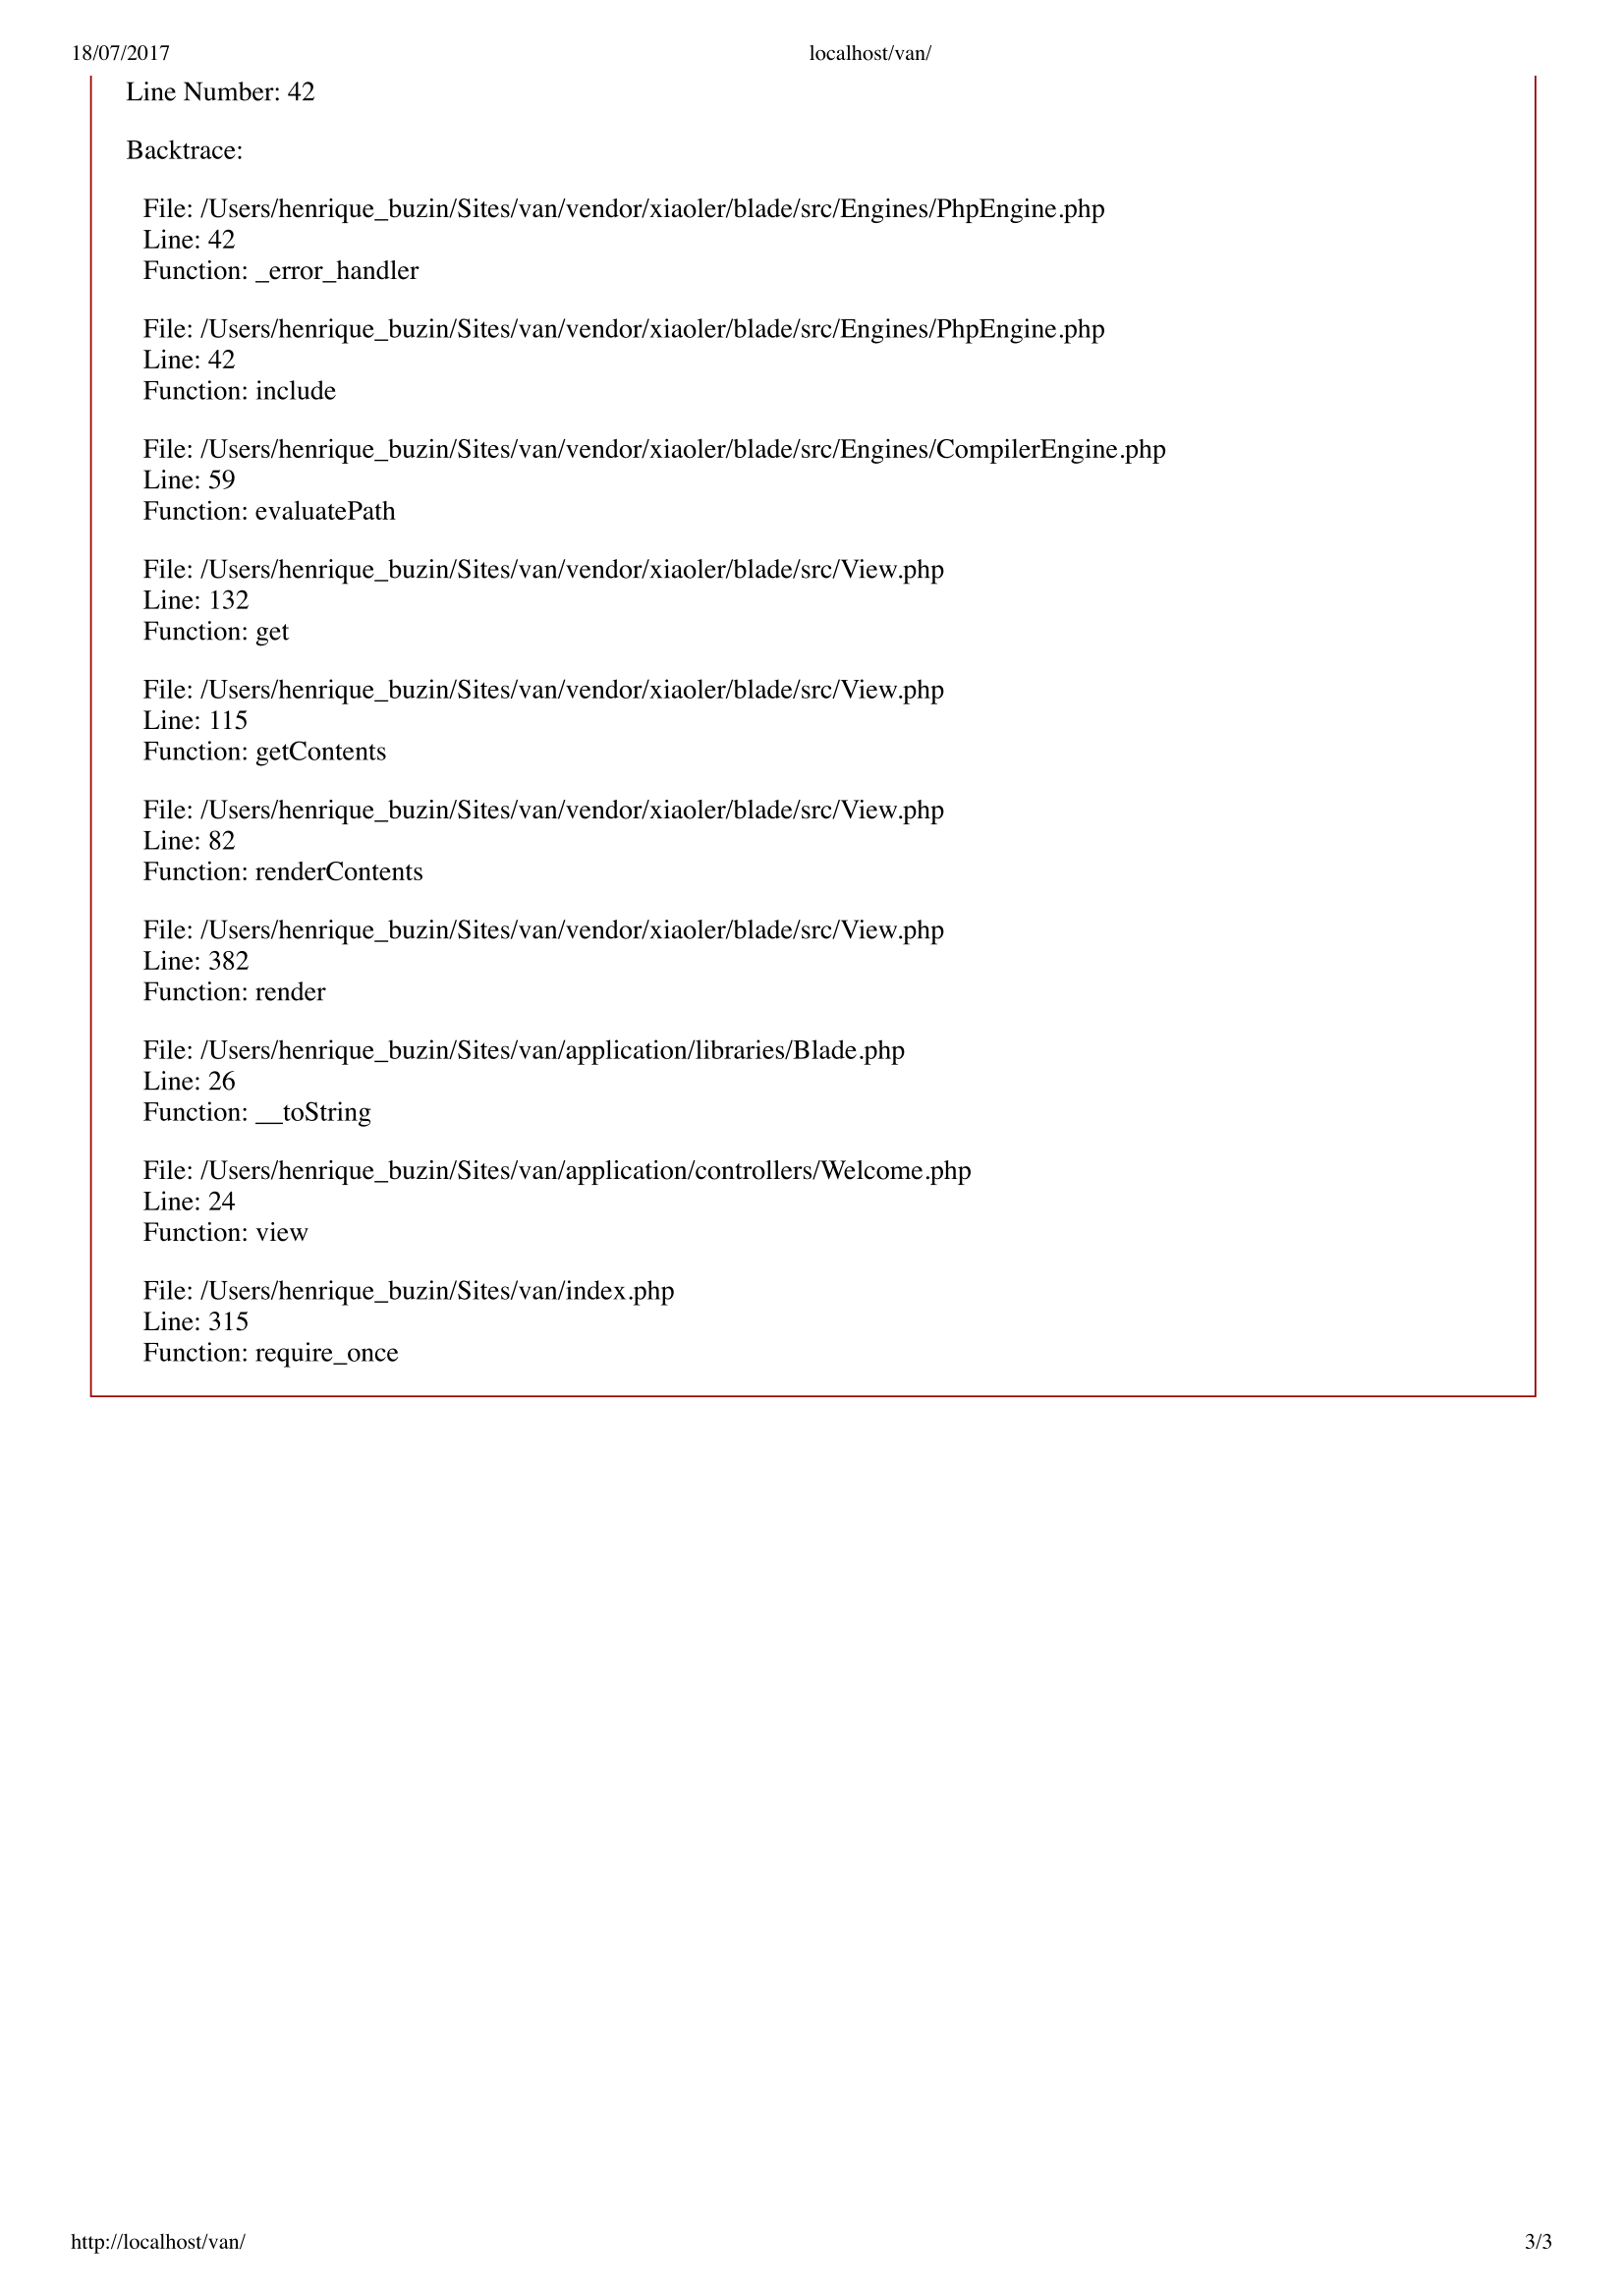 18/07/2017 localhost/van/
Line Number: 42
Backtrace:
File: /Users/henrique_buzin/Sites/van/vendor/xiaoler/blade/src/Engines/PhpEngine.php
Line: 42
Function: _error_handler
File: /Users/henrique_buzin/Sites/van/vendor/xiaoler/blade/src/Engines/PhpEngine.php
Line: 42
Function: include
File: /Users/henrique_buzin/Sites/van/vendor/xiaoler/blade/src/Engines/CompilerEngine.php
Line: 59
Function: evaluatePath
File: /Users/henrique_buzin/Sites/van/vendor/xiaoler/blade/src/View.php
Line: 132
Function: get
File: /Users/henrique_buzin/Sites/van/vendor/xiaoler/blade/src/View.php
Line: 115
Function: getContents
File: /Users/henrique_buzin/Sites/van/vendor/xiaoler/blade/src/View.php
Line: 82
Function: renderContents
File: /Users/henrique_buzin/Sites/van/vendor/xiaoler/blade/src/View.php
Line: 382
Function: render
File: /Users/henrique_buzin/Sites/van/application/libraries/Blade.php
Line: 26
Function: __toString
File: /Users/henrique_buzin/Sites/van/application/controllers/Welcome.php
Line: 24
Function: view
File: /Users/henrique_buzin/Sites/van/index.php
Line: 315
Function: require_once
http://localhost/van/ 3/3